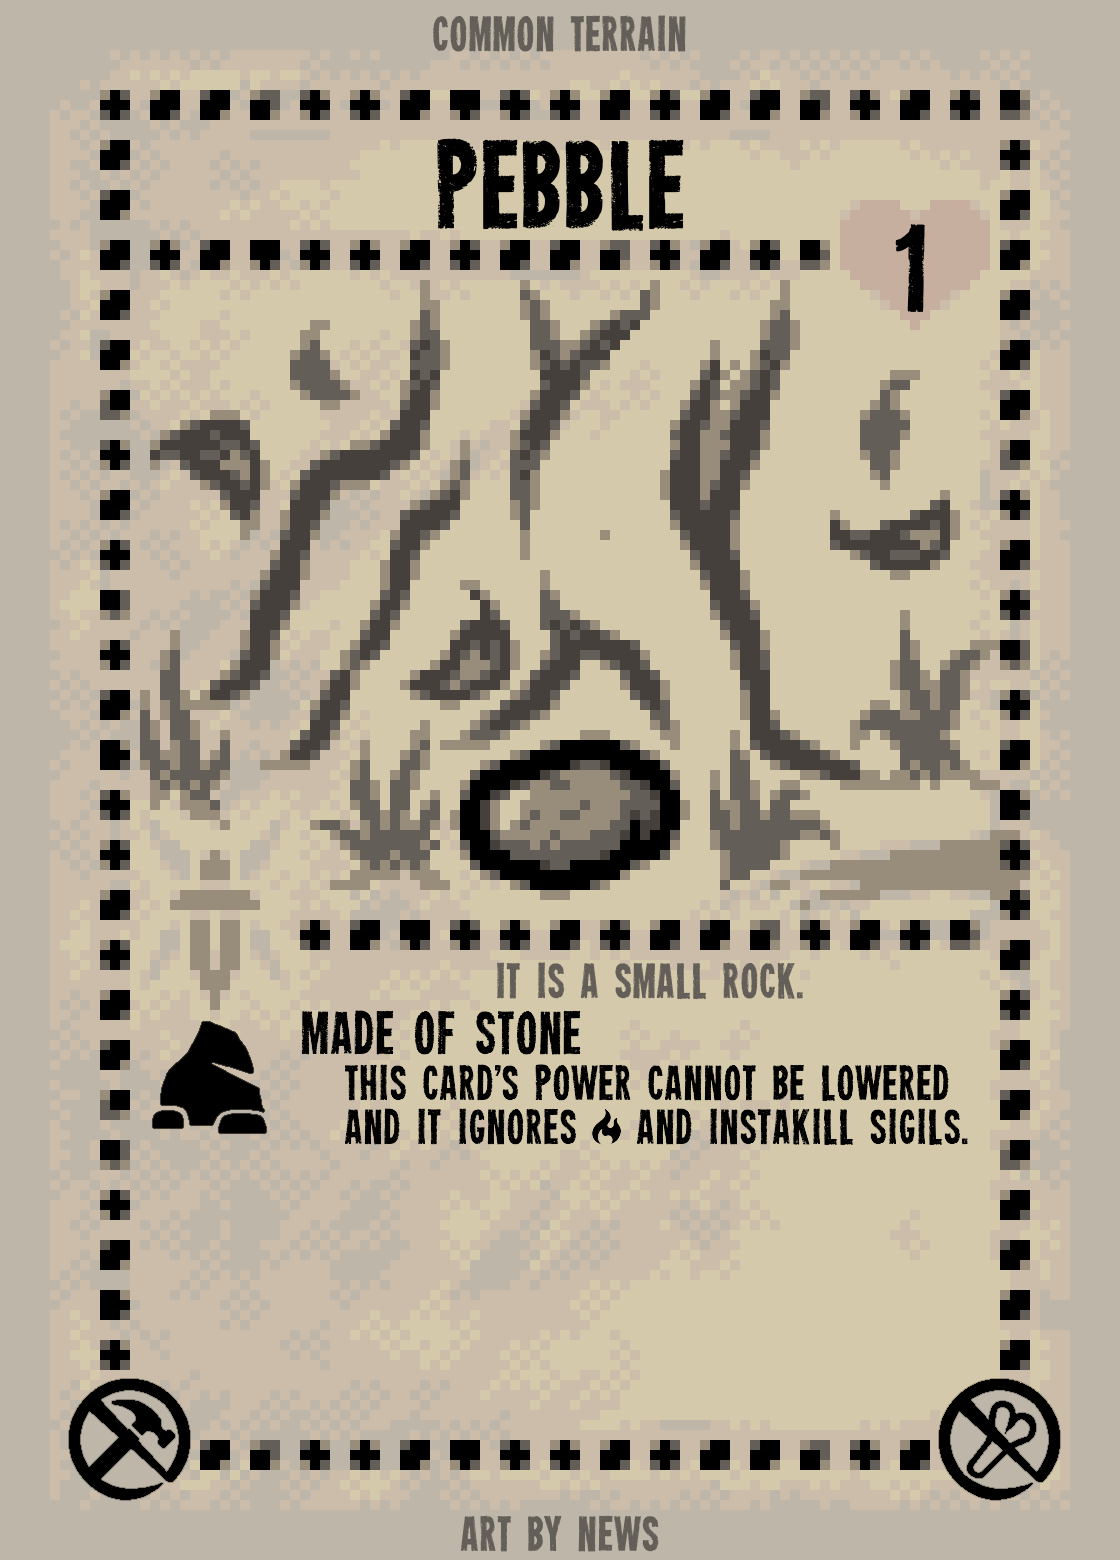 COMMON TERRAIN
PEBBLE
1
IT IS A SMALL ROCK.
MADE OF STONE
THIS CARD'S POWER CANNOT BE LOWERED
AND IT IGNORES AND INSTAKILL SIGILS.
ART BY NEWS